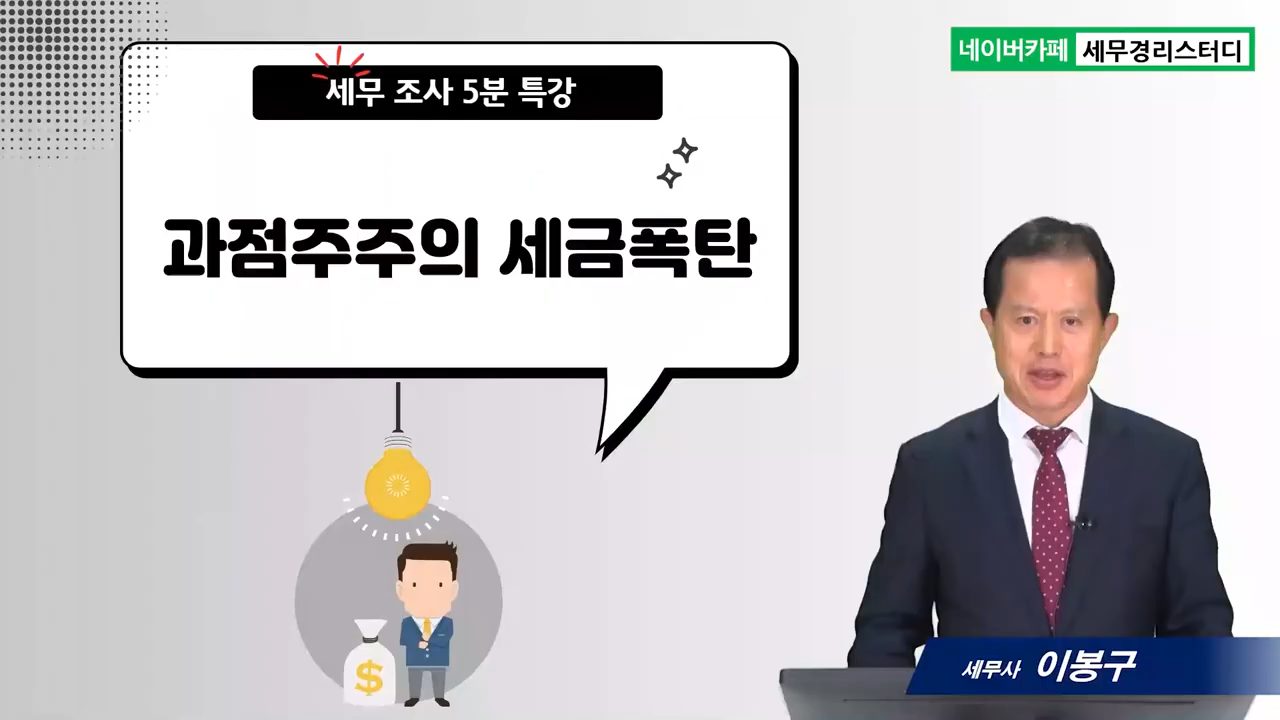 네이버카페 세무경리스터디
세무 조사 5분 특강
과점주주의 세금폭탄
$
세무사 이봉구